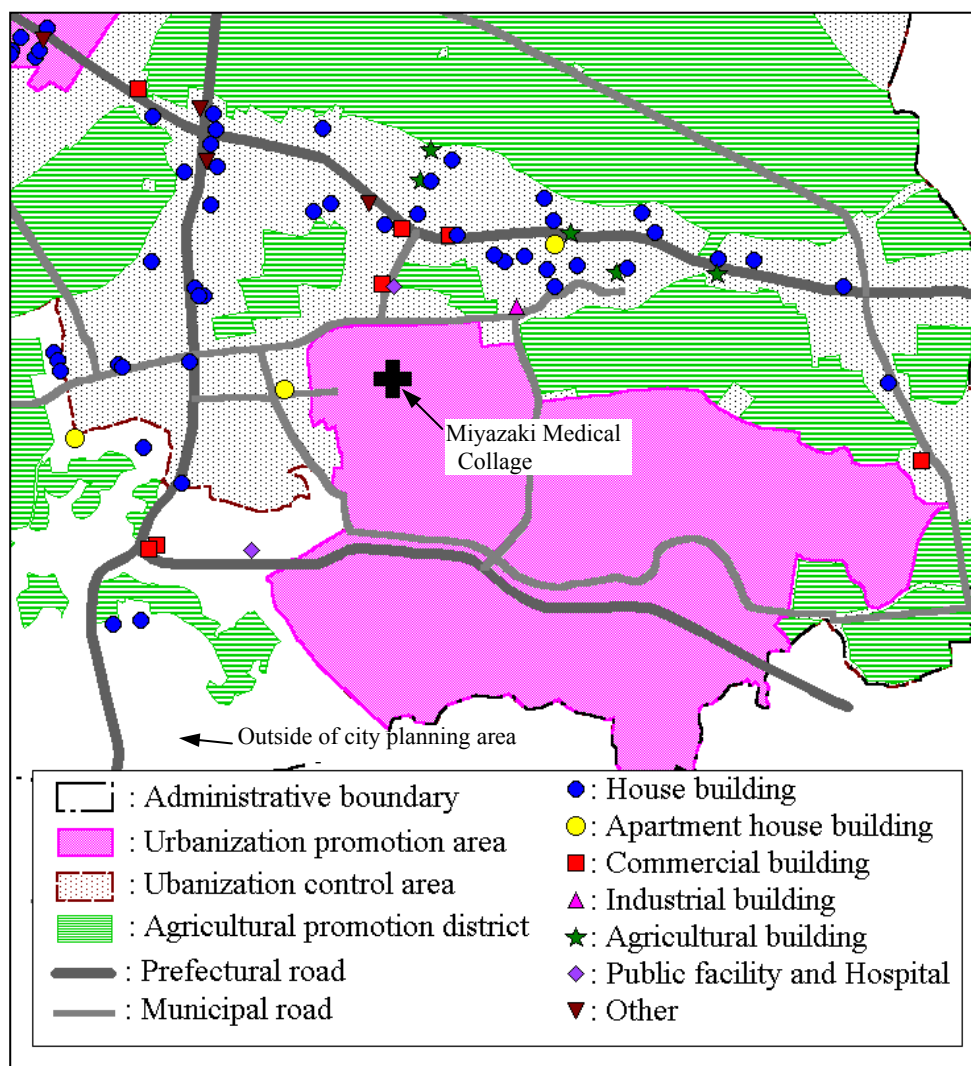 Miyazaki Medical
Collage
Outside of city planning area
: Administrative boundary
: Urbanization promotion area
: Ubanization control area
: Agricultural promotion district
: Prefectural road
: Municipal road
: House building
: Apartment house building
: Commercial building
: Industrial building
: Agricultural building
: Public facility and Hospital
: Other